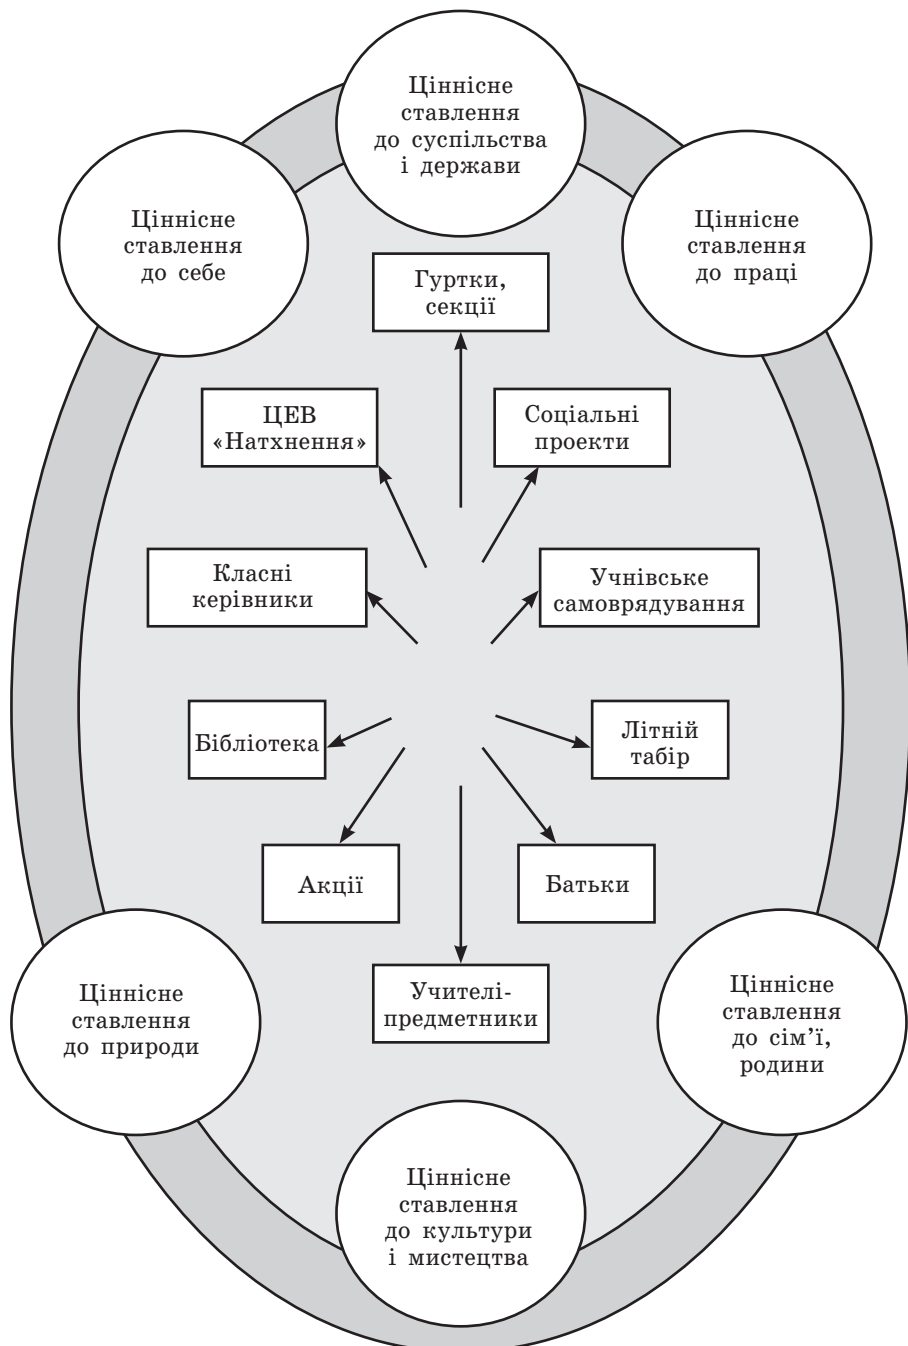 Ціннісне
ставлення
до суспільства
і держави
Ціннісне
ставлення
до себе
Ціннісне
ставлення
до праці
Гуртки,
секції
ЦЕВ
«Натхнення»
Соціальні
проекти
Класні
керівники
Учнівське
самоврядування
Бібліотека
Літній
табір
Акції
Батьки
Учителі-
предметники
Ціннісне
ставлення
до природи
Ціннісне
ставлення
до сім’ї,
родини
Ціннісне
ставлення
до культури
і мистецтва